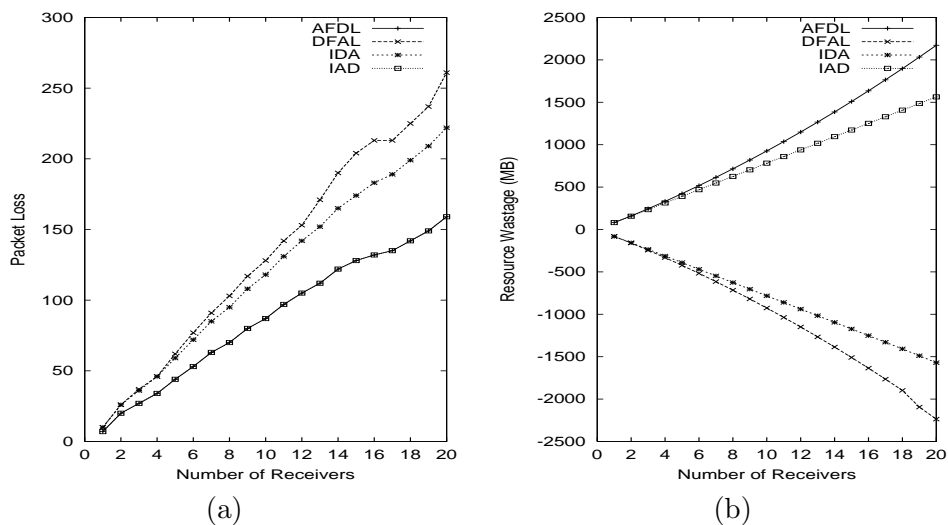 300
250
200
150
100
50
0
Packet Loss
0 2 4 6 8 10 12 14 16 18 20
Number of Receivers
AFDL
DFAL
IDA
IAD
(a)
2500
2000
1500
1000
500
0
-500
-1000
-1500
-2000
-2500
Resource Wastage (MB)
0 2 4 6 8 10 12 14 16 18 20
Number of Receivers
AFDL
DFAL
IDA
IAD
(b)